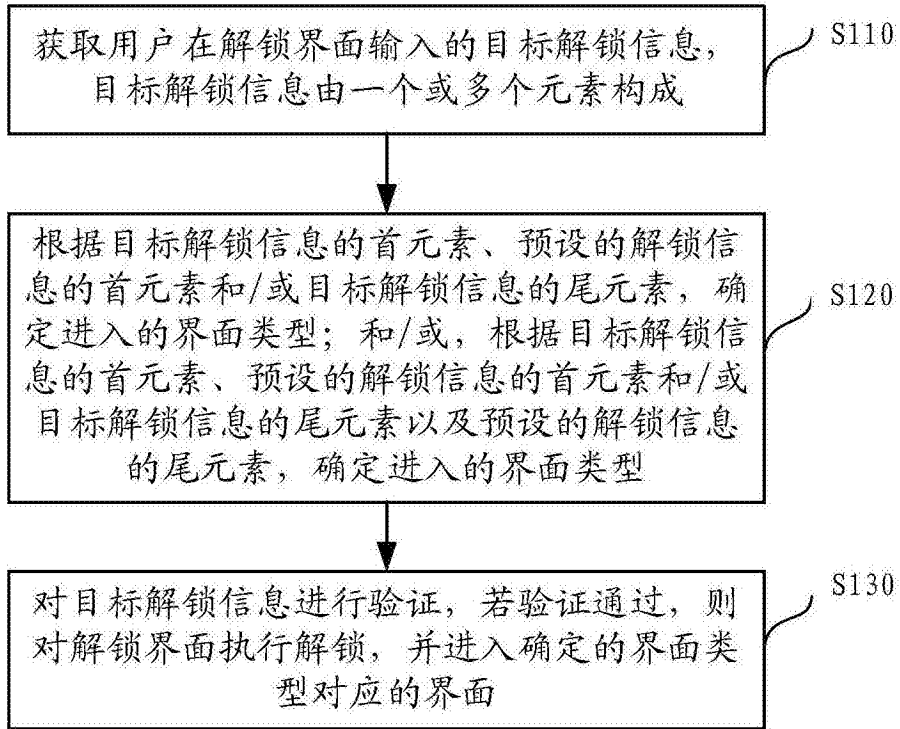 获取用户在解锁界面输入的目标解锁信息，
目标解锁信息由一个或多个元素构成
S110
根据目标解锁信息的首元素、预设的解锁信
息的首元素和/或目标解锁信息的尾元素，确
定进入的界面类型；和/或，根据目标解锁信
息的首元素、预设的解锁信息的首元素和/或
目标解锁信息的尾元素以及预设的解锁信息
的尾元素，确定进入的界面类型
S120
对目标解锁信息进行验证，若验证通过，则
对解锁界面执行解锁，并进入确定的界面类
型对应的界面
S130